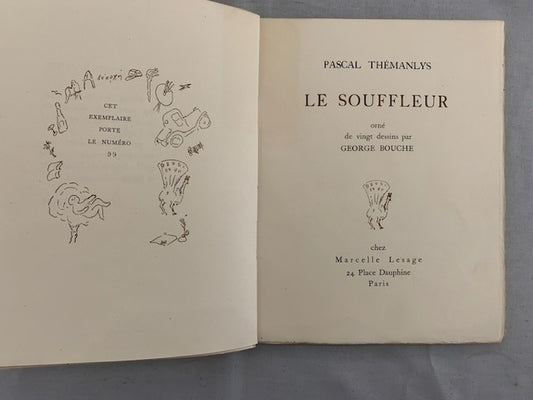 CET
EXEMPLAIRE
PORTE
LE NUMÉRO
99
PASCAL THÉMANLYS
LE SOUFFLEUR
orné
de vingt dessins par
GEORGE BOUCHE
chez
Marcelle Lesage
24 Place Dauphine
Paris